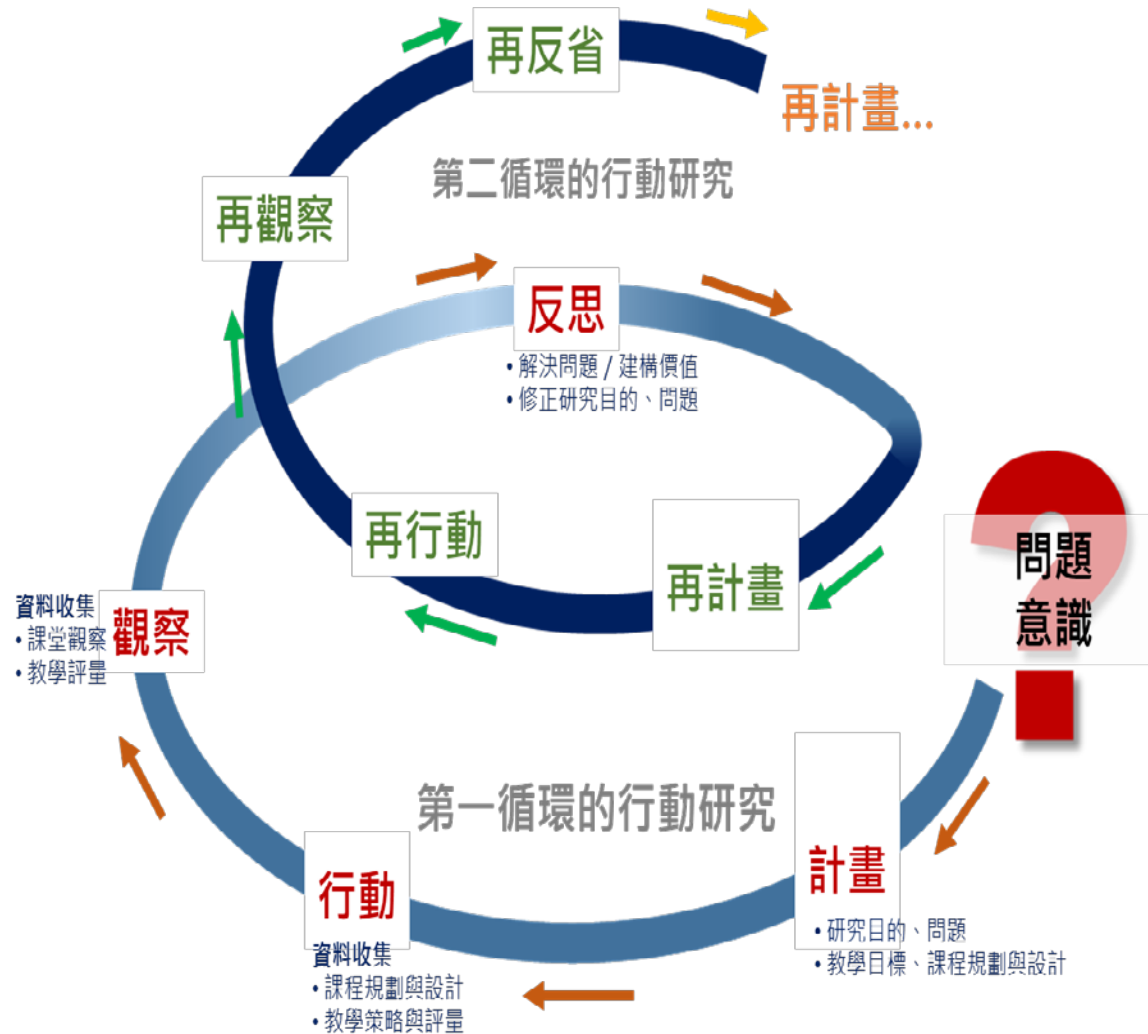 再反省
再計畫...
第二循環的行動研究
再觀察
反思
• 解決問題 / 建構價值
• 修正研究目的、問題
再行動
再計畫
?
問題
意識
資料收集
• 課堂觀察
• 教學評量
觀察
第一循環的行動研究
計畫
• 研究目的、問題
• 教學目標、課程規劃與設計
行動
資料收集
• 課程規劃與設計
• 教學策略與評量